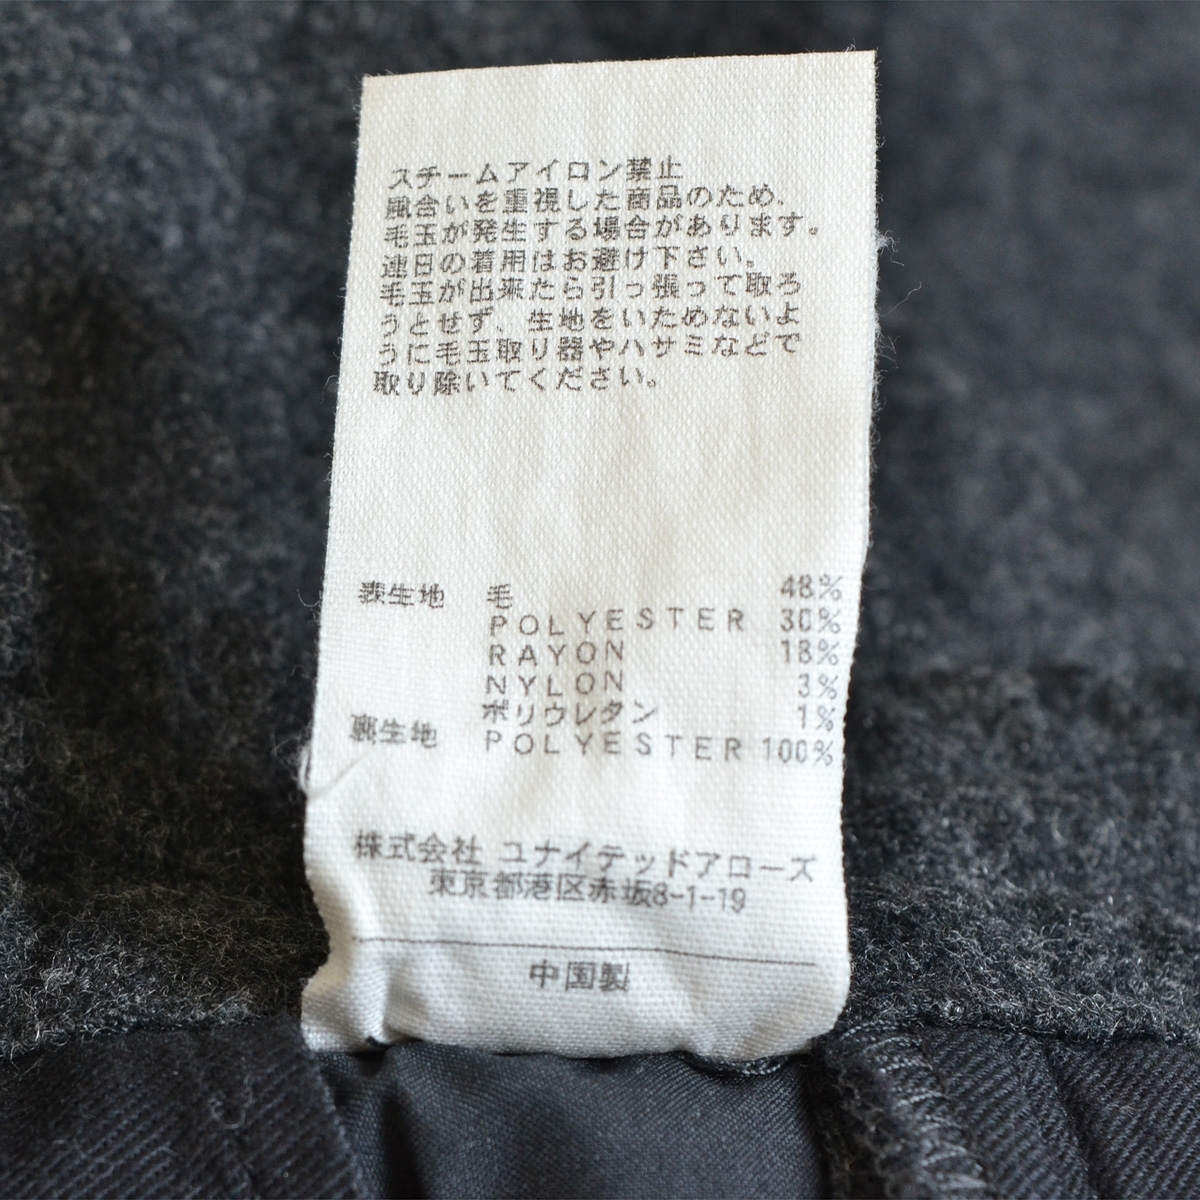 スチームアイロン禁止
風合いを重視した商品のため、
毛玉が発生する場合があります。
連日の着用はお避け下さい。
毛玉が出来たら引っ張って取ろ
うとせず、生地をいためないよ
うに毛玉取り器やハサミなどで
取り除いてください。
表生地 毛 48%
POLYESTER 30%
RAYON 18%
NYLON 3%
ポリウレタン 1%
裏生地 POLYESTER 100%
株式会社 ユナイテッドアローズ
東京都港区赤坂8-1-19
中国製